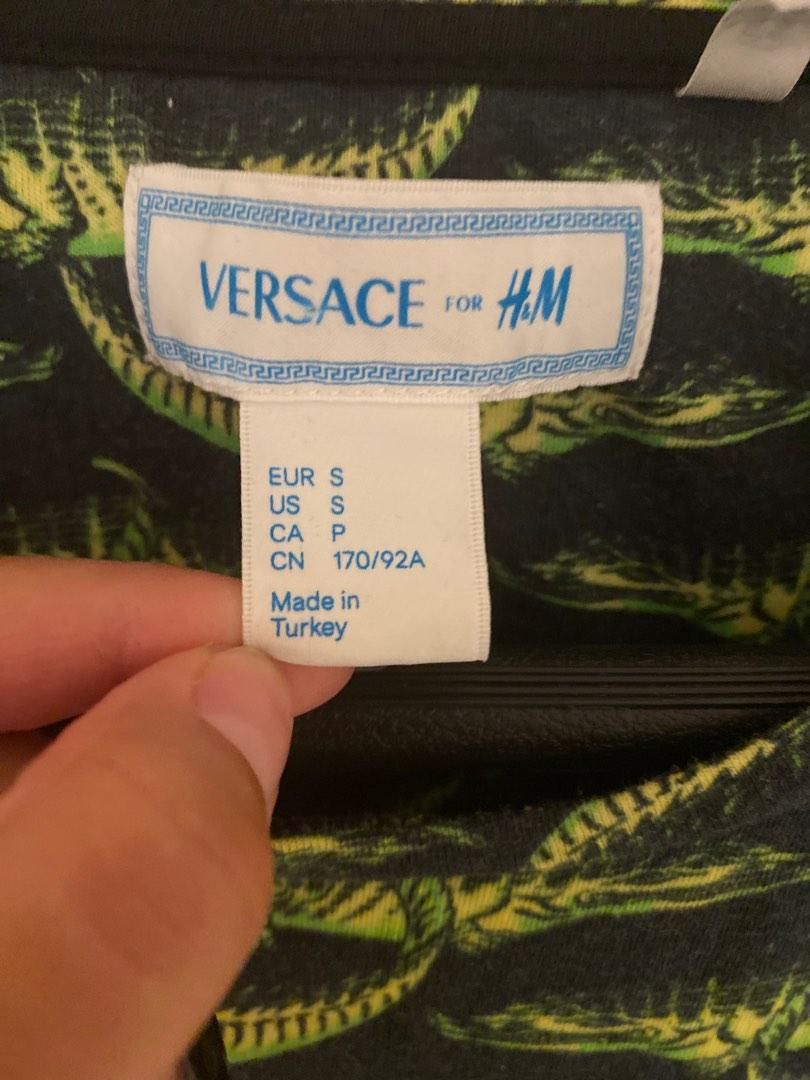 VERSACE FOR H&M
EUR S
US S
CA P
CN 170/92A
Made in
Turkey